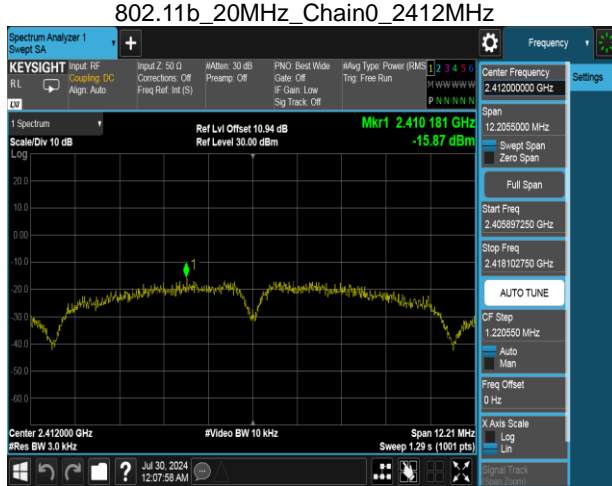 802.11b_20MHz_Chain0_2412MHz
Spectrum Analyzer 1
Swept SA
Frequency
KEYSIGHT
RL
Input: RF
Coupling: DC
Align: Auto
Input Z: 50 Ω
Corrections: Off
Freq Ref: Int (S)
#Atten: 30 dB
Preamp: Off
PNO: Best Wide
Gate: Off
IF Gain: Low
Sig Track: Off
#Avg Type: Power (RMS
Trig: Free Run
1 2 3 4 5 6
M W W W W W
P N N N N N
LXI
1 Spectrum
Scale/Div 10 dB
Log
Ref Lvl Offset 10.94 dB
Ref Level 30.00 dBm
Mkr1 2.410 181 GHz
-15.87 dBm
20.0
10.0
0.00
-10.0
-20.0
-30.0
-40.0
-50.0
-60.0
1
Center 2.412000 GHz
#Res BW 3.0 kHz
#Video BW 10 kHz
Span 12.21 MHz
Sweep 1.29 s (1001 pts)
Jul 30, 2024
12:07:58 AM
Settings
Center Frequency
2.412000000 GHz
Span
12.2055000 MHz
Swept Span
Zero Span
Full Span
Start Freq
2.405897250 GHz
Stop Freq
2.418102750 GHz
AUTO TUNE
CF Step
1.220550 MHz
Auto
Man
Freq Offset
0 Hz
X Axis Scale
Log
Lin
Signal Track
(Span Zoom)